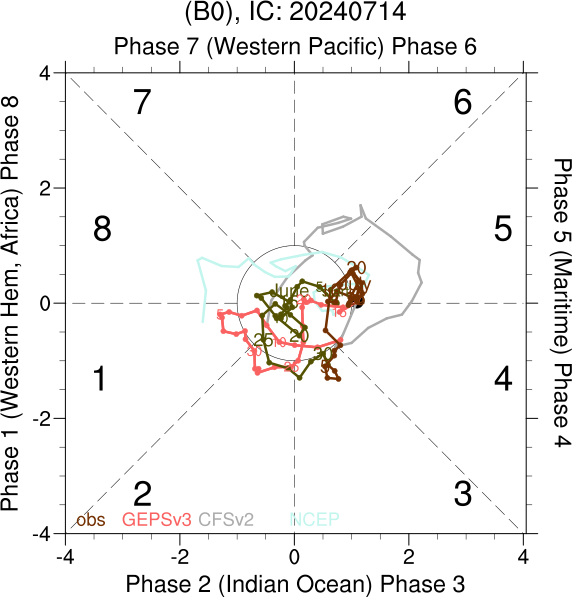 (B0), IC: 20240714
Phase 7 (Western Pacific) Phase 6
Phase 1 (Western Hem, Africa) Phase 8
Phase 5 (Maritime) Phase 4
4
2
0
-2
-4
7
6
8
5
1
4
2
3
June
20
25
30
obs
GEPSv3
CFSv2
NCEP
-4
-2
0
2
4
Phase 2 (Indian Ocean) Phase 3